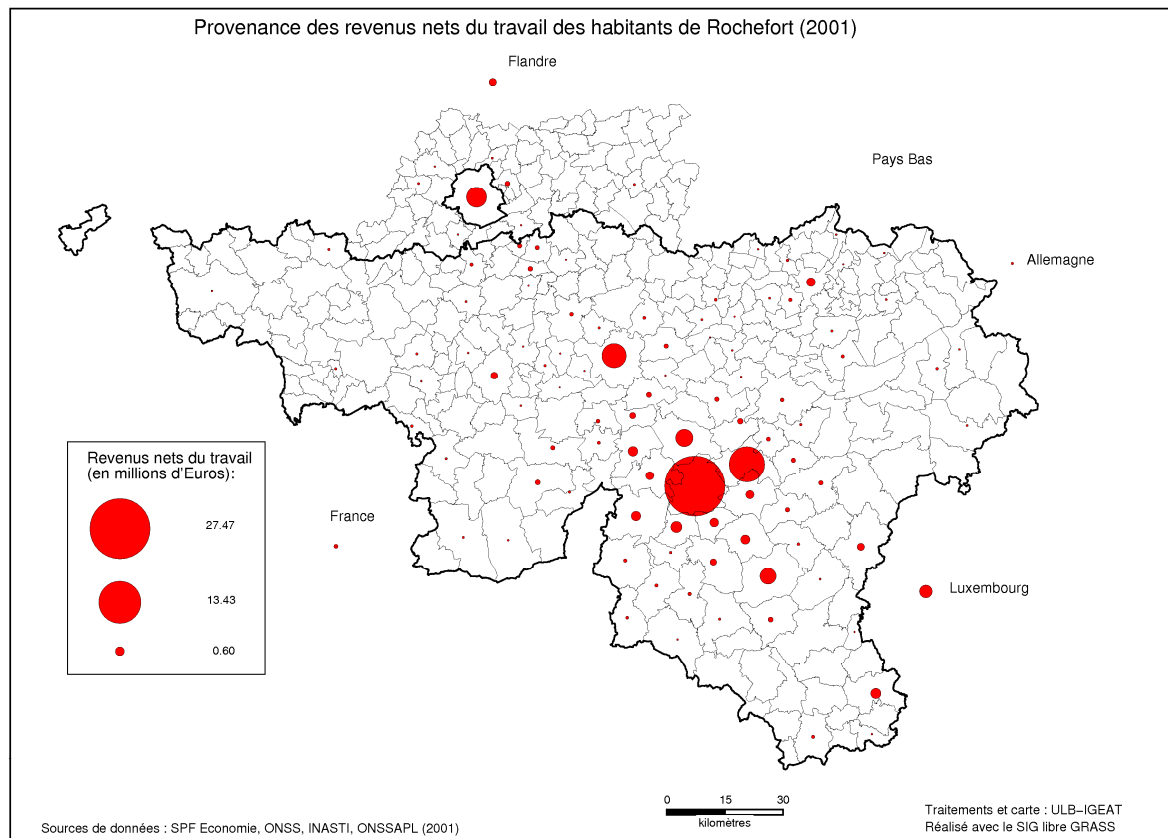 Provenance des revenus nets du travail des habitants de Rochefort (2001)
Flandre
Pays Bas
Allemagne
Revenus nets du travail
(en millions d'Euros):
27.47
13.43
0.60
France
Luxembourg
0 15 30
kilomètres
Sources de données : SPF Economie, ONSS, INASTI, ONSSAPL (2001)
Traitements et carte : ULB–IGEAT
Réalisé avec le SIG libre GRASS